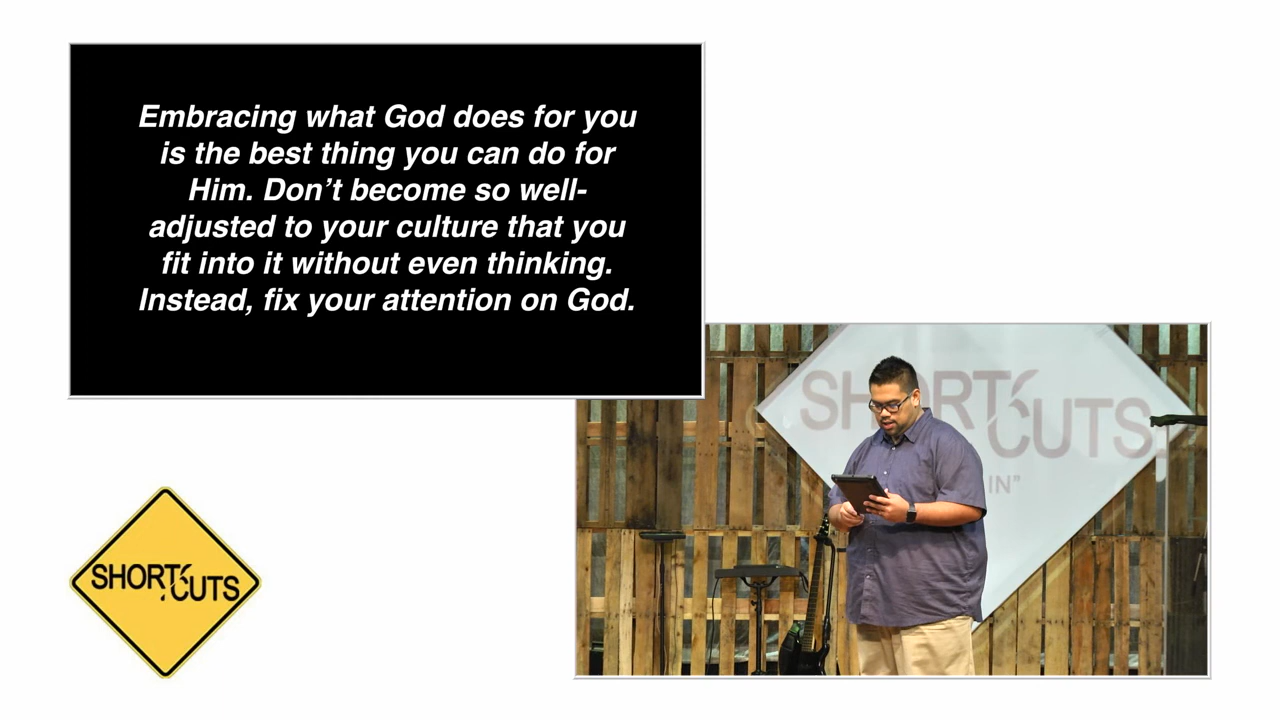 Embracing what God does for you
is the best thing you can do for
Him. Don’t become so well-
adjusted to your culture that you
fit into it without even thinking.
Instead, fix your attention on God.
SHORT
CUTS
IN”
SHORT
CUTS